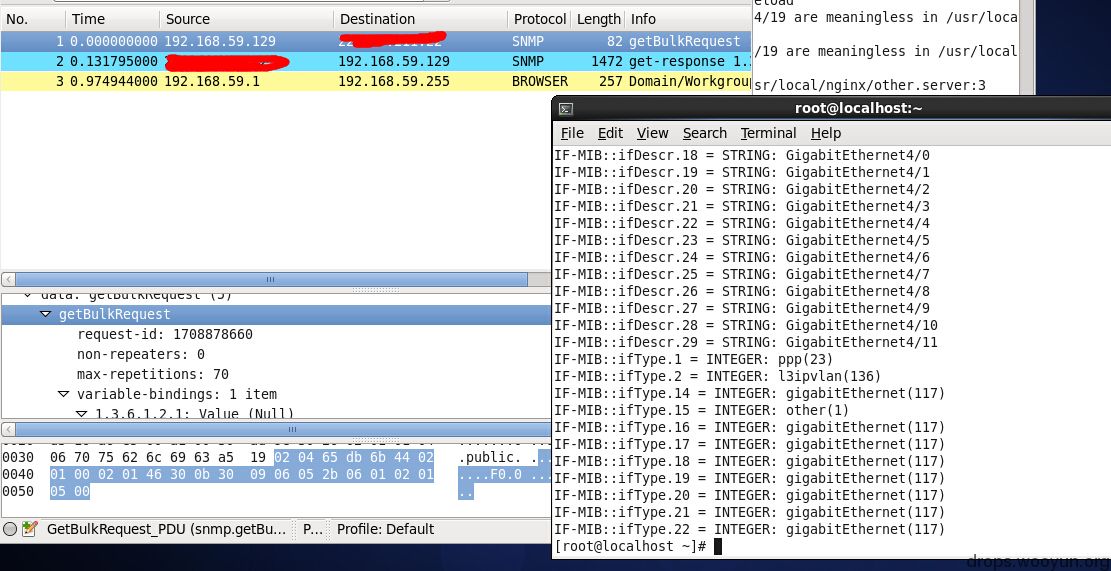 No. Time Source Destination Protocol Length Info
1 0.000000000 192.168.59.129 SNMP 82 getBulkRequest
2 0.131795000 192.168.59.129 SNMP 1472 get-response 1.
3 0.974944000 192.168.59.1 192.168.59.255 BROWSER 257 Domain/Workgrou
4/19 are meaningless in /usr/loca
/19 are meaningless in /usr/local
sr/local/nginx/other.server:3
data: getBulkRequest (5)
getBulkRequest
request-id: 1708878660
non-repeaters: 0
max-repetitions: 70
variable-bindings: 1 item
1.3.6.1.2.1: Value (Null)
0030 06 70 75 62 6c 69 63 a5 19 02 04 65 db 6b 44 02 .public. ..
0040 01 00 02 01 46 30 0b 30 09 06 05 2b 06 01 02 01 ....F0.0 ...
0050 05 00 ..
GetBulkRequest_PDU (snmp.getBu... P... Profile: Default
root@localhost:~
File Edit View Search Terminal Help
IF-MIB::ifDescr.18 = STRING: GigabitEthernet4/0
IF-MIB::ifDescr.19 = STRING: GigabitEthernet4/1
IF-MIB::ifDescr.20 = STRING: GigabitEthernet4/2
IF-MIB::ifDescr.21 = STRING: GigabitEthernet4/3
IF-MIB::ifDescr.22 = STRING: GigabitEthernet4/4
IF-MIB::ifDescr.23 = STRING: GigabitEthernet4/5
IF-MIB::ifDescr.24 = STRING: GigabitEthernet4/6
IF-MIB::ifDescr.25 = STRING: GigabitEthernet4/7
IF-MIB::ifDescr.26 = STRING: GigabitEthernet4/8
IF-MIB::ifDescr.27 = STRING: GigabitEthernet4/9
IF-MIB::ifDescr.28 = STRING: GigabitEthernet4/10
IF-MIB::ifDescr.29 = STRING: GigabitEthernet4/11
IF-MIB::ifType.1 = INTEGER: ppp(23)
IF-MIB::ifType.2 = INTEGER: l3ipvlan(136)
IF-MIB::ifType.14 = INTEGER: gigabitEthernet(117)
IF-MIB::ifType.15 = INTEGER: other(1)
IF-MIB::ifType.16 = INTEGER: gigabitEthernet(117)
IF-MIB::ifType.17 = INTEGER: gigabitEthernet(117)
IF-MIB::ifType.18 = INTEGER: gigabitEthernet(117)
IF-MIB::ifType.19 = INTEGER: gigabitEthernet(117)
IF-MIB::ifType.20 = INTEGER: gigabitEthernet(117)
IF-MIB::ifType.21 = INTEGER: gigabitEthernet(117)
IF-MIB::ifType.22 = INTEGER: gigabitEthernet(117)
[root@localhost ~]#
drops.wooyun.org